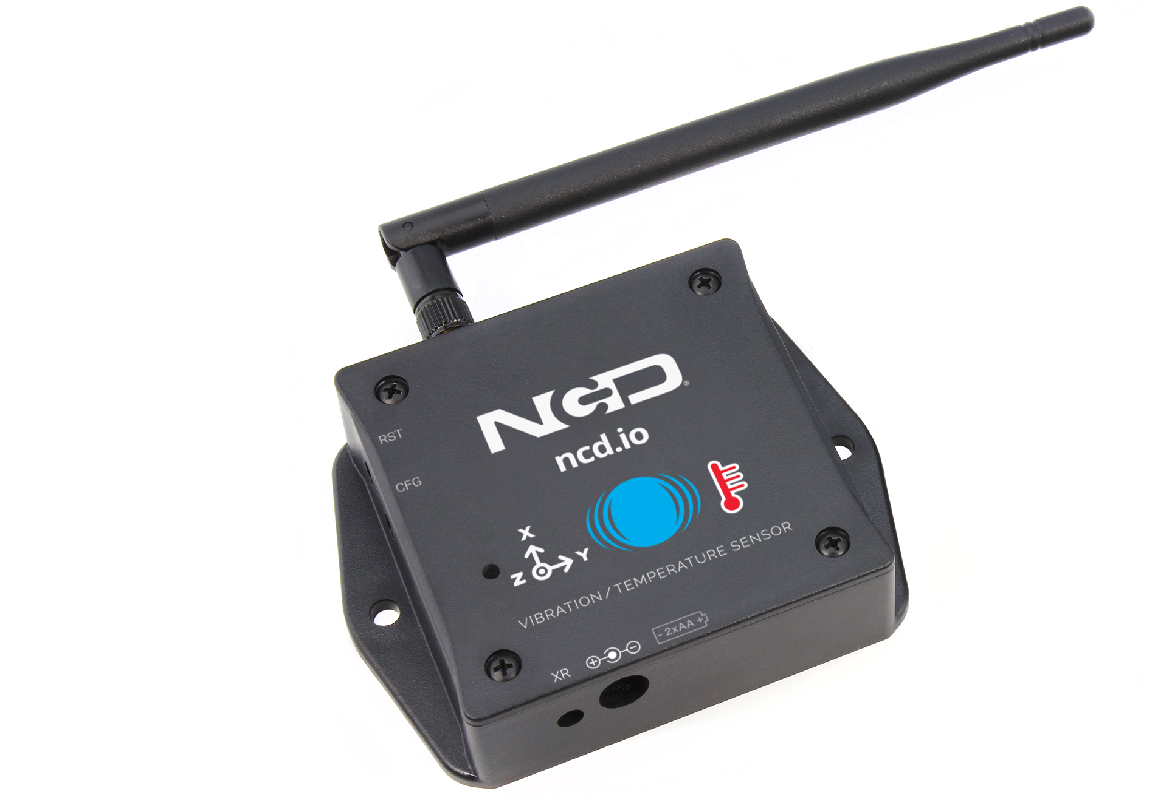 NCD®
ncd.io
RST
CFG
X
Y
Z
VIBRATION / TEMPERATURE SENSOR
- 2xAA +
XR